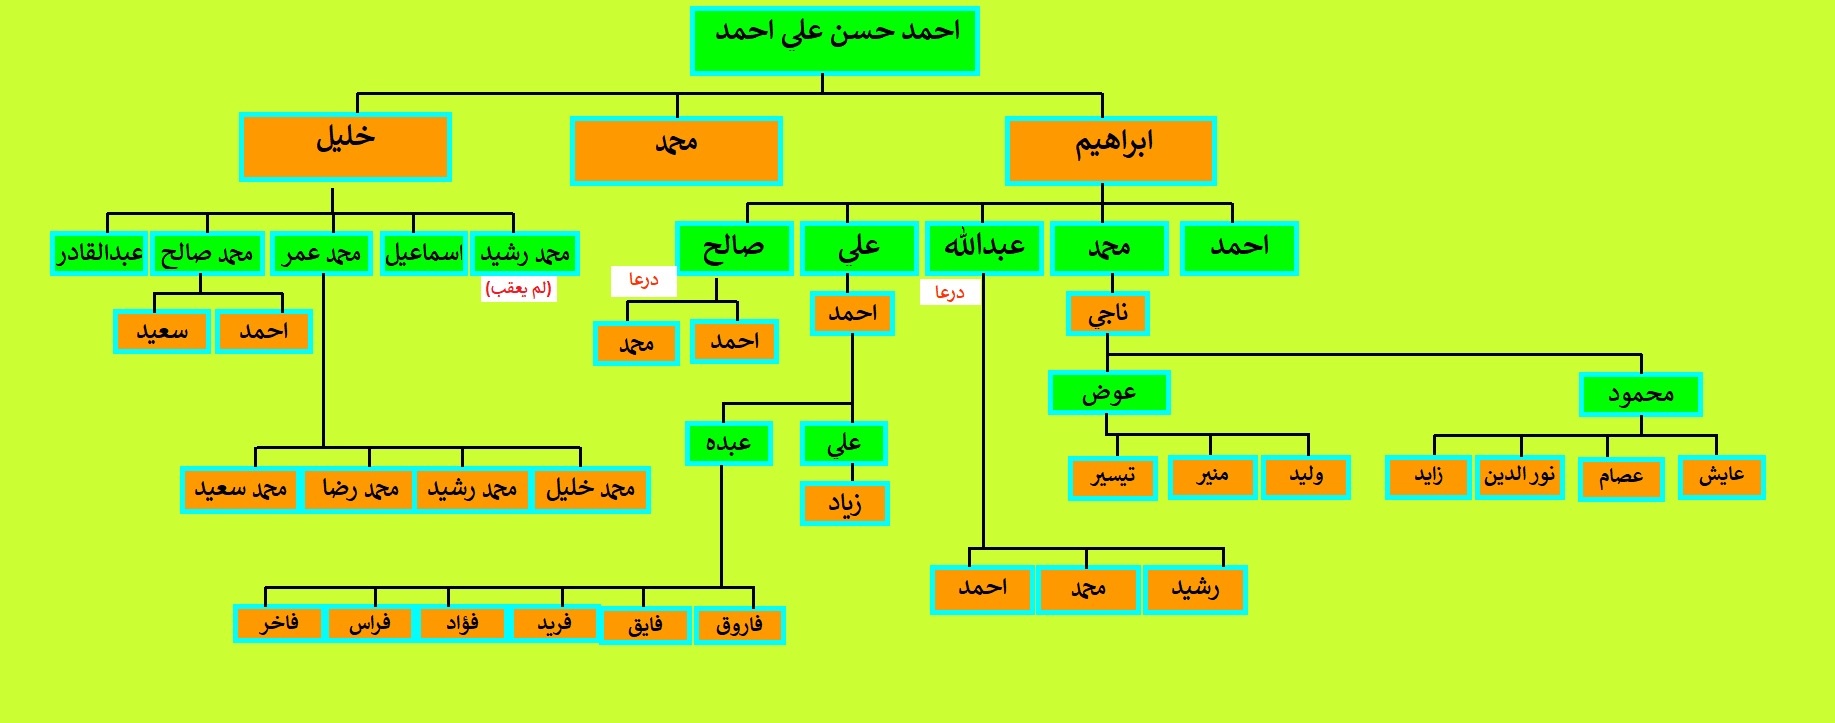 احمد حسن علي احمد
ابراهيم
محمد
خليل
احمد
محمد
عبدالله
علي
صالح
محمد رشيد
اسماعيل
محمد عمر
محمد صالح
عبدالقادر
(لم يعقب)
درعا
درعا
ناجي
احمد
احمد
محمد
احمد
سعيد
محمود
عوض
علي
عبده
عايش
عصام
نور الدين
زايد
وليد
منير
تيسير
زياد
محمد خليل
محمد رشيد
محمد رضا
محمد سعيد
رشيد
محمد
احمد
فاروق
فايق
فريد
فؤاد
فراس
فاخر